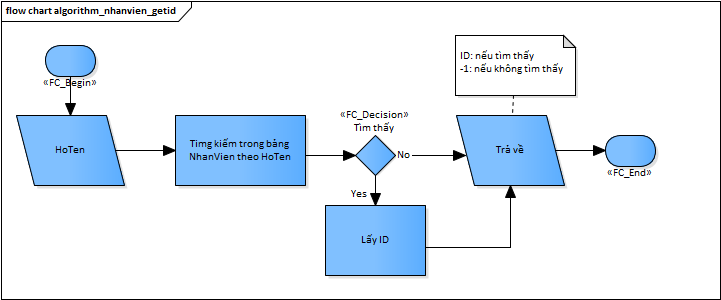 flow chart algorithm_nhanvien_getid
ID: nếu tìm thấy
-1: nếu không tìm thấy
«FC_Begin»
«FC_Decision»
Tìm thấy
HoTen
Tìmg kiếm trong bảng
NhanVien theo HoTen
No
Trả về
«FC_End»
Yes
Lấy ID